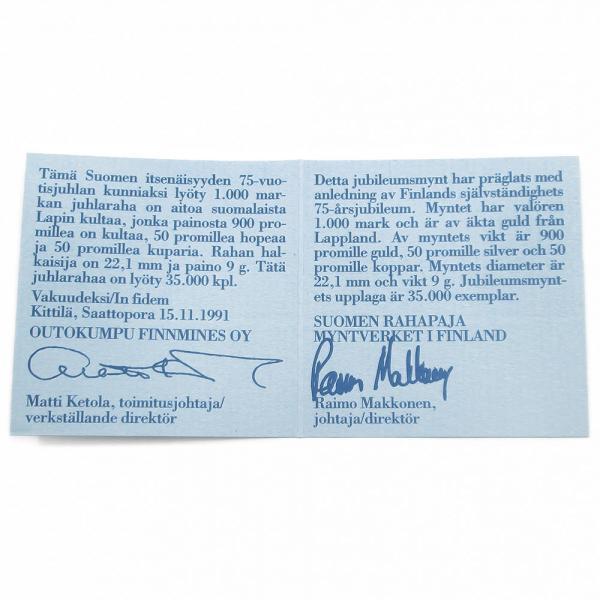 Tämä Suomen itsenäisyyden 75-vuo-
tisjuhlan kunniaksi lyöty 1.000 mar-
kan juhlaraha on aitoa suomalaista
Lapin kultaa, jonka painosta 900 pro-
millea on kultaa, 50 promillea hopeaa
ja 50 promillea kuparia. Rahan hal-
kaisija on 22,1 mm ja paino 9 g. Tätä
juhlarahaa on lyöty 35.000 kpl.
Vakuudeksi/In fidem
Kittilä, Saattopora 15.11.1991
OUTOKUMPU FINNMINES OY
Matti Ketola, toimitusjohtaja/
verkställande direktör
Detta jubileumsmynt har präglats med
anledning av Finlands självständighets
75-årsjubileum. Myntet har valören
1.000 mark och är av äkta guld från
Lappland. Av myntets vikt är 900
promille guld, 50 promille silver och 50
promille koppar. Myntets diameter är
22,1 mm och vikt 9 g. Jubileumsmynt-
ets upplaga är 35.000 exemplar.
SUOMEN RAHAPAJA
MYNTVERKET I FINLAND
Raimo Makkonen
Raimo Makkonen,
johtaja/direktör